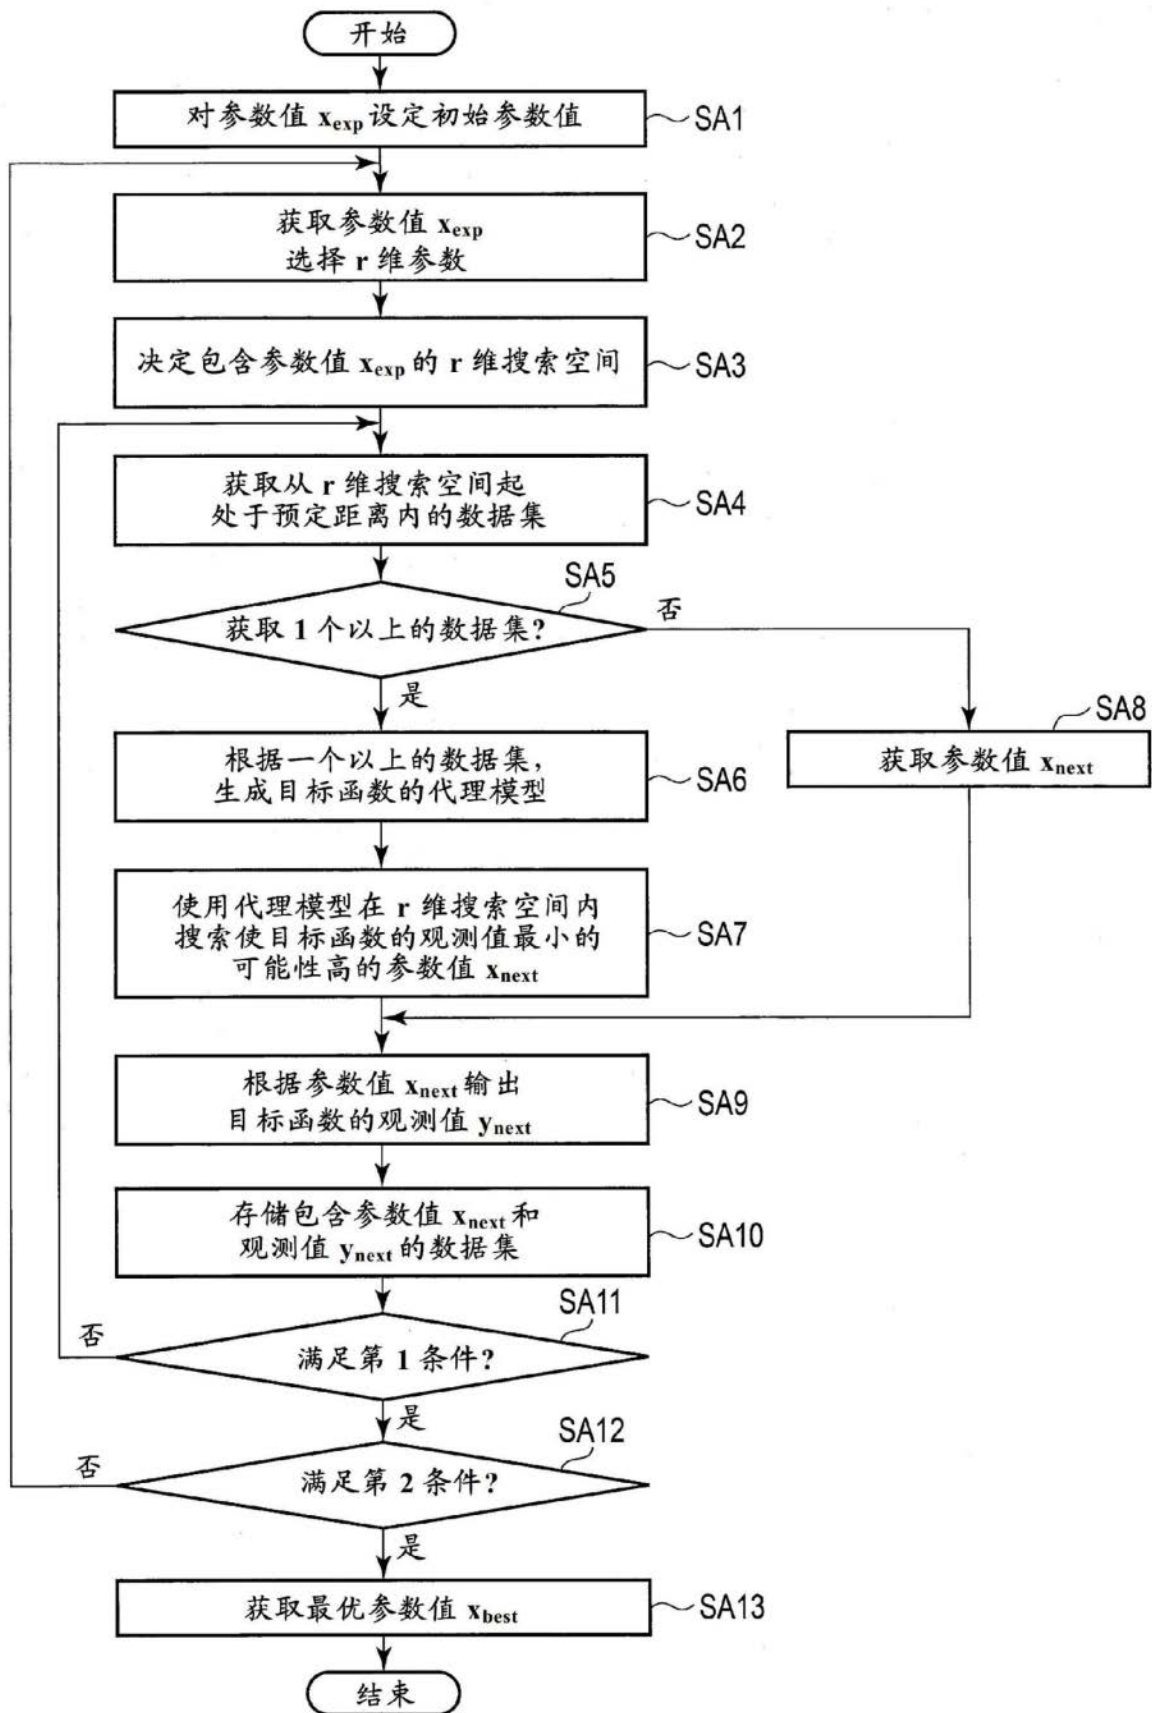 开始
对参数值 xexp 设定初始参数值
SA1
获取参数值 xexp
选择 r 维参数
SA2
决定包含参数值 xexp 的 r 维搜索空间
SA3
获取从 r 维搜索空间起
处于预定距离内的数据集
SA4
SA5
获取 1 个以上的数据集?
否
是
SA8
获取参数值 xnext
根据一个以上的数据集，
生成目标函数的代理模型
SA6
使用代理模型在 r 维搜索空间内
搜索使目标函数的观测值最小的
可能性高的参数值 xnext
SA7
根据参数值 xnext 输出
目标函数的观测值 ynext
SA9
存储包含参数值 xnext 和
观测值 ynext 的数据集
SA10
SA11
否
满足第 1 条件?
是
SA12
否
满足第 2 条件?
是
获取最优参数值 xbest
SA13
结束